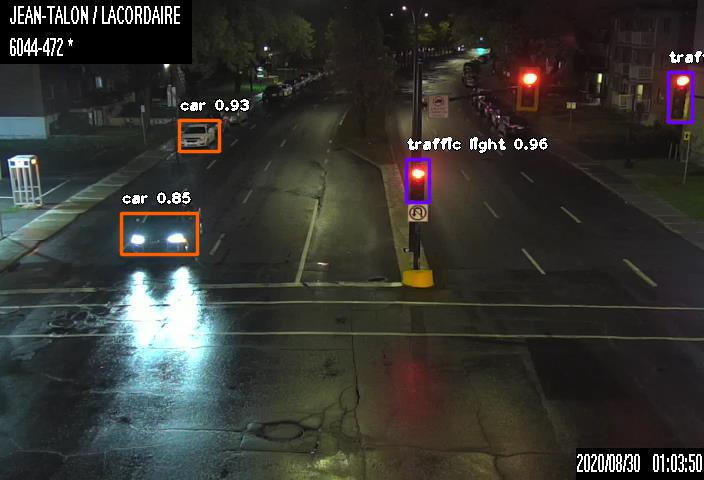 JEAN-TALON / LACORDAIRE
6044-472 *
traf
car 0.93
traffic light 0.96
car 0.85
2020/08/30 01:03:50